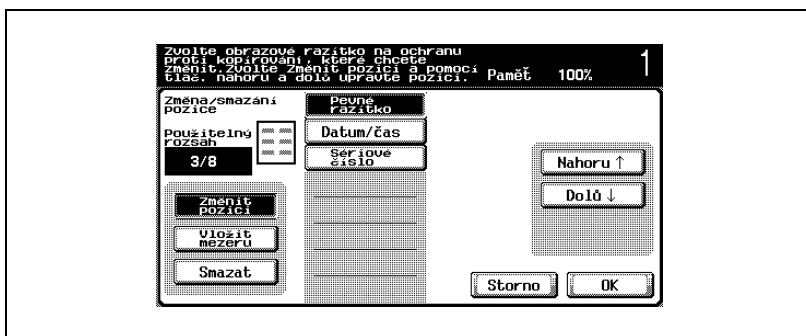 Zvolte obrazové razítko na ochranu
proti kopírování, které chcete
změnit.Zvolte Změnit pozici a pomocí
tlač. nahoru a dolů upravte pozici.
Paměť 100% 1
Změna/smazání
pozice
Použitelný
rozsah
3/8
Změnit
pozici
Vložit
mezeru
Smazat
Pevné
razítko
Datum/čas
Sériové
číslo
Nahoru ↑
Dolů ↓
Storno
OK